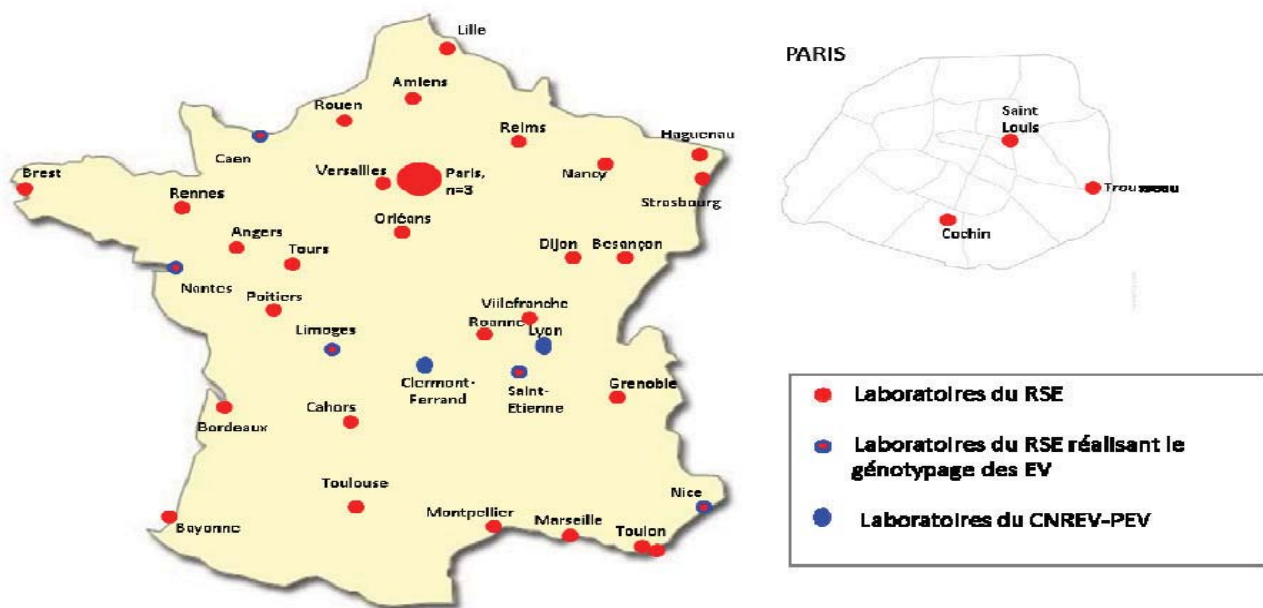 Lille
Amiens
Rouen
Reims
Haguenau
Caen
Versailles
Paris,
n=3
Nancy
Strasbourg
Brest
Rennes
Orléans
Angers
Tours
Dijon
Besançon
Nantes
Poitiers
Villefranche
Roanne
Lyon
Limoges
Clermont-
Ferrand
Saint-
Etienne
Grenoble
Cahors
Bordeaux
Toulouse
Nice
Bayonne
Montpellier
Marseille
Toulon
PARIS
Saint
Louis
Trousseau
Cochin
Laboratoires du RSE
Laboratoires du RSE réalisant le
génotypage des EV
Laboratoires du CNREV-PEV